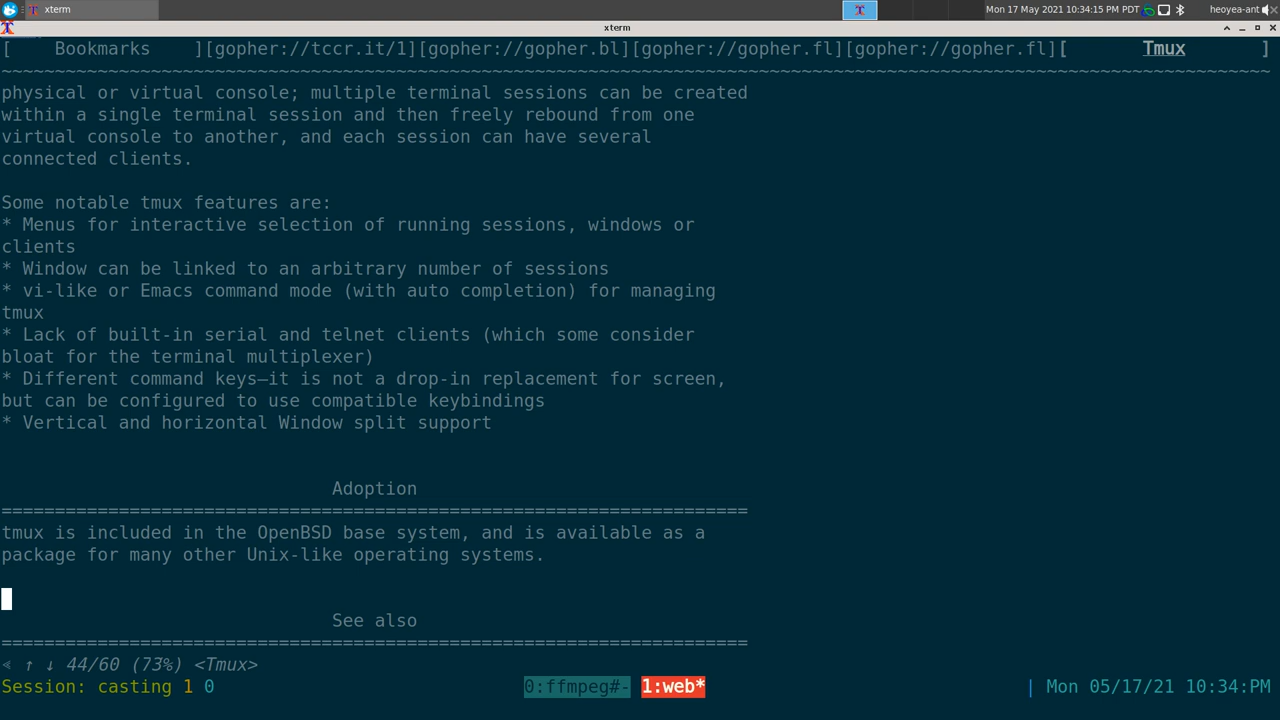 xterm
Mon 17 May 2021 10:34:15 PM PDT
heoyea-ant
xterm
[ Bookmarks ][gopher://tccr.it/1][gopher://gopher.bl][gopher://gopher.fl][gopher://gopher.fl][ Tmux ]
~~~~~~~~~~~~~~~~~~~~~~~~~~~~~~~~~~~~~~~~~~~~~~~~~~~~~~~~~~~~~~~~~~~~~~~~~~~~~~~~~~~~~~~~~~~~~~~~~~~~~~~~~~~~~~~~~~~~~~~
physical or virtual console; multiple terminal sessions can be created
within a single terminal session and then freely rebound from one
virtual console to another, and each session can have several
connected clients.
Some notable tmux features are:
* Menus for interactive selection of running sessions, windows or
clients
* Window can be linked to an arbitrary number of sessions
* vi-like or Emacs command mode (with auto completion) for managing
tmux
* Lack of built-in serial and telnet clients (which some consider
bloat for the terminal multiplexer)
* Different command keys—it is not a drop-in replacement for screen,
but can be configured to use compatible keybindings
* Vertical and horizontal Window split support
Adoption
======================================================================
tmux is included in the OpenBSD base system, and is available as a
package for many other Unix-like operating systems.
See also
======================================================================
⋖ ↑ ↓ 44/60 (73%) <Tmux>
Session: casting 1 0
0:ffmpeg#- 1:web*
| Mon 05/17/21 10:34:PM